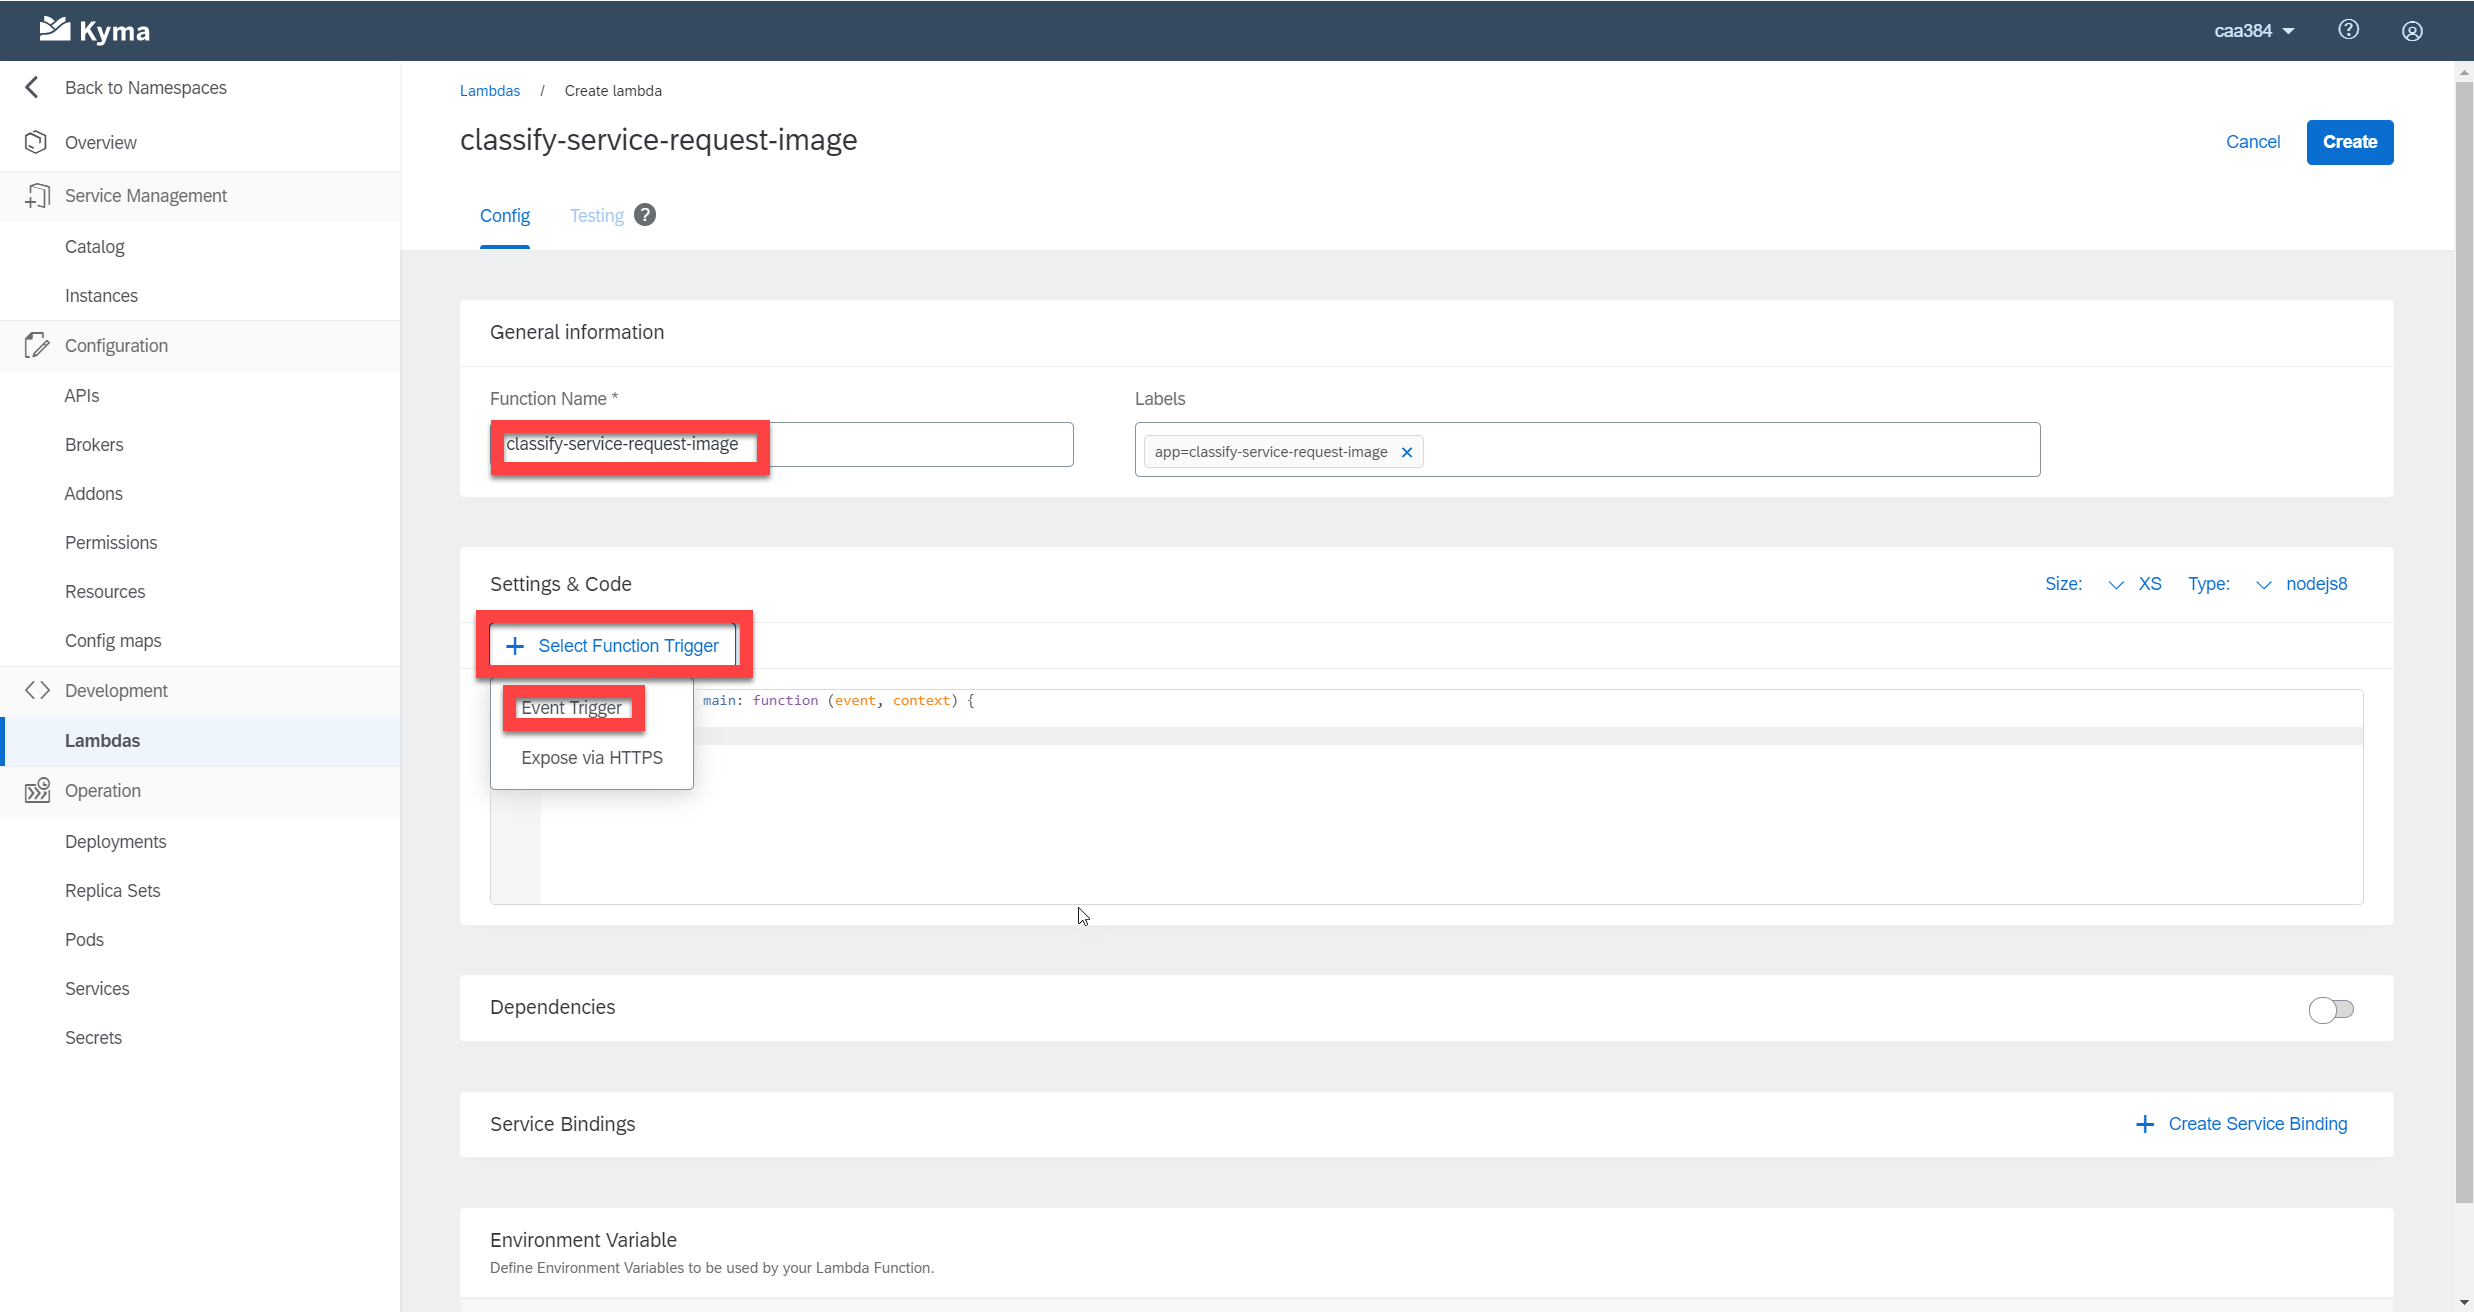 Kyma
caa384
Back to Namespaces
Overview
Service Management
Catalog
Instances
Configuration
APIs
Brokers
Addons
Permissions
Resources
Config maps
Development
Lambdas
Operation
Deployments
Replica Sets
Pods
Services
Secrets
Lambdas / Create lambda
classify-service-request-image
Cancel
Create
Config
Testing ?
General information
Function Name *
classify-service-request-image
Labels
app=classify-service-request-image ✕
Settings & Code
Size: XS Type: nodejs8
+ Select Function Trigger
Event Trigger
Expose via HTTPS
main: function (event, context) {
Dependencies
Service Bindings
+ Create Service Binding
Environment Variable
Define Environment Variables to be used by your Lambda Function.